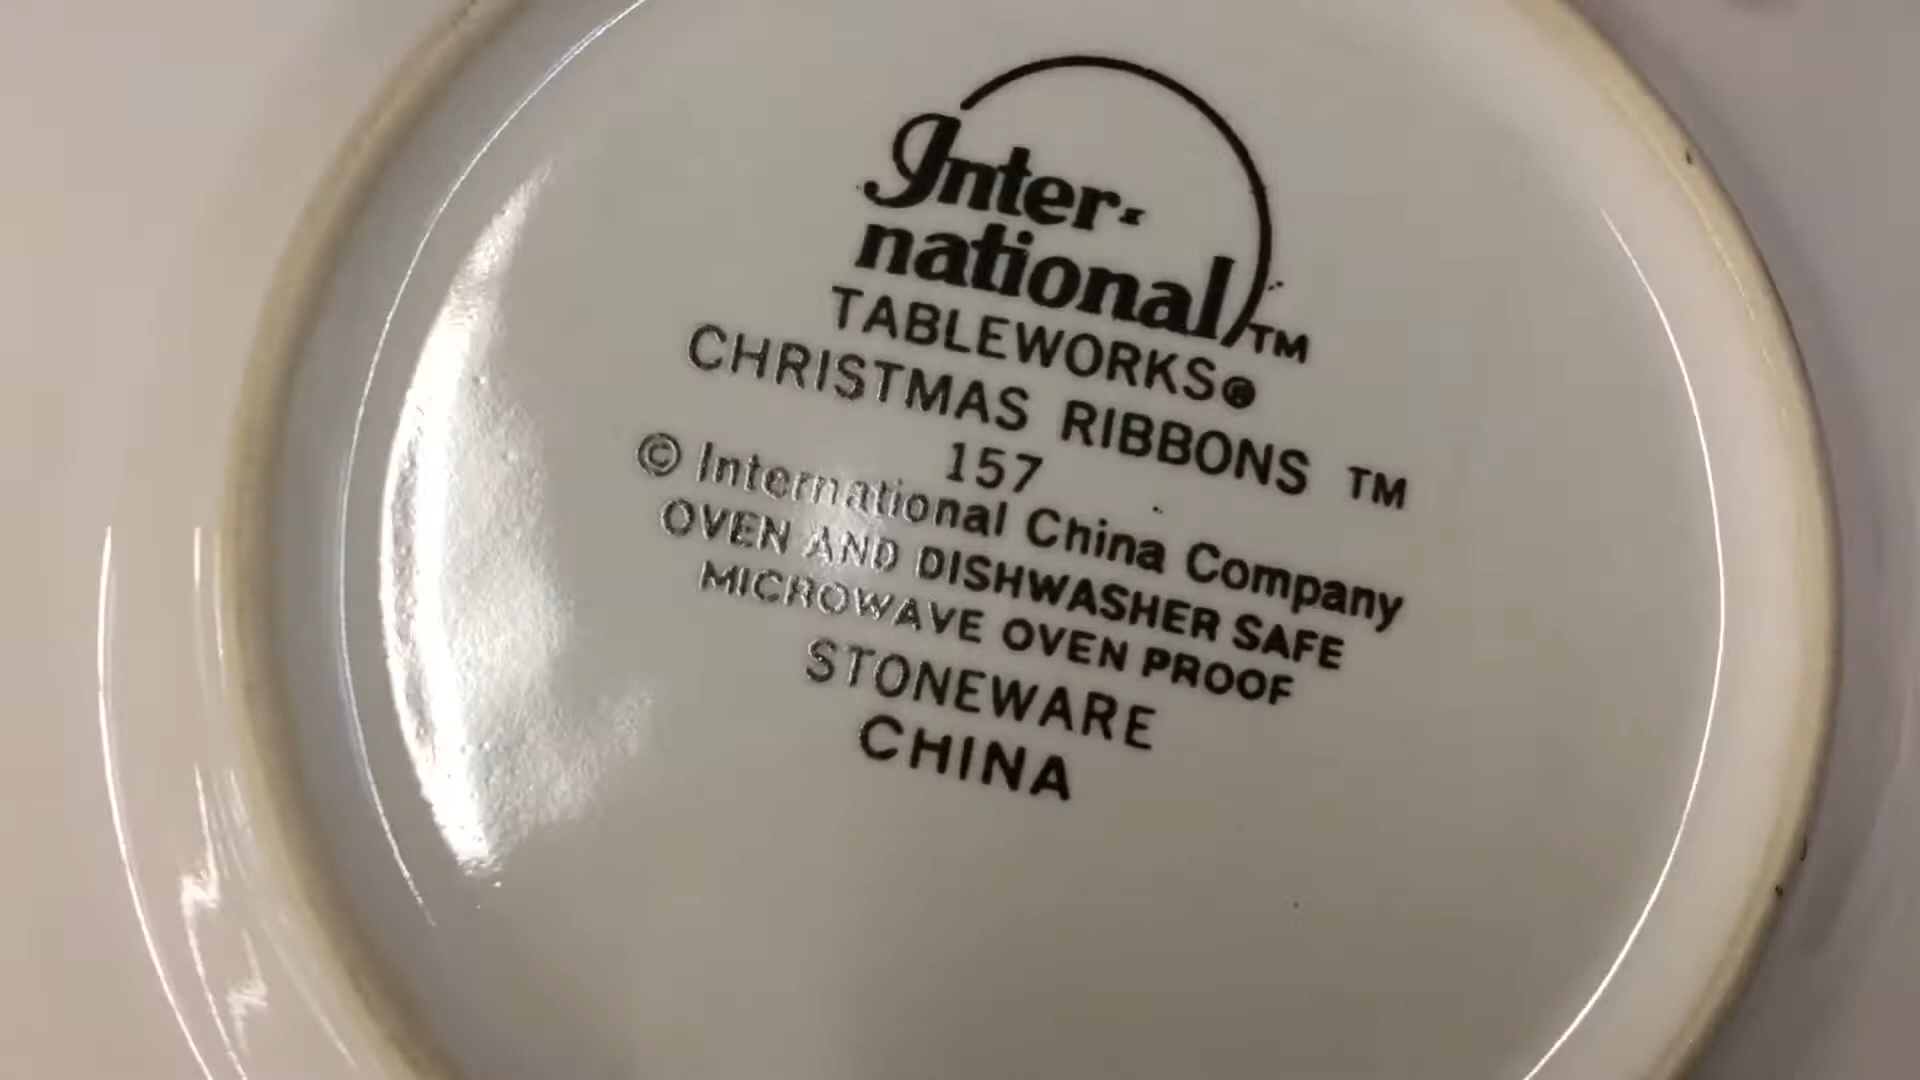 Inter-
national TM
TABLEWORKS®
CHRISTMAS RIBBONS TM
157
© International China Company
OVEN AND DISHWASHER SAFE
MICROWAVE OVEN PROOF
STONEWARE
CHINA